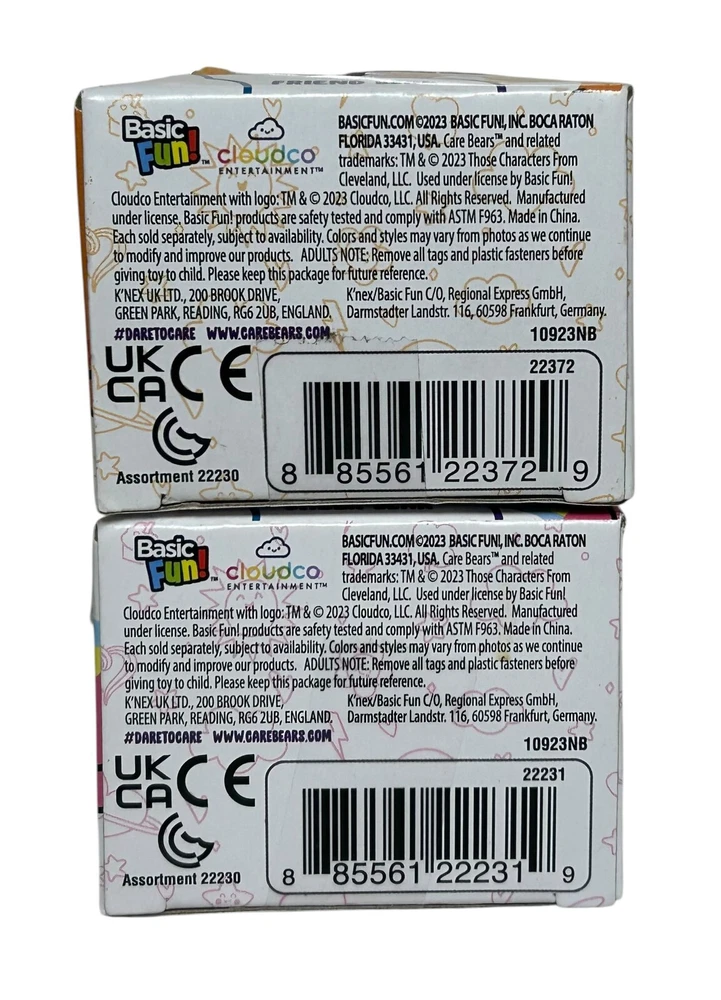 FRIEND
Basic Fun!™
cloudco
ENTERTAINMENT™
BASICFUN.COM ©2023 BASIC FUN!, INC. BOCA RATON
FLORIDA 33431, USA. Care Bears™ and related
trademarks: TM & © 2023 Those Characters From
Cleveland, LLC. Used under license by Basic Fun!
Cloudco Entertainment with logo: TM & © 2023 Cloudco, LLC. All Rights Reserved. Manufactured
under license. Basic Fun! products are safety tested and comply with ASTM F963. Made in China.
Each sold separately, subject to availability. Colors and styles may vary from photos as we continue
to modify and improve our products. ADULTS NOTE: Remove all tags and plastic fasteners before
giving toy to child. Please keep this package for future reference.
K'NEX UK LTD., 200 BROOK DRIVE,
GREEN PARK, READING, RG6 2UB, ENGLAND.
K'nex/Basic Fun C/O, Regional Express GmbH,
Darmstadter Landstr. 116, 60598 Frankfurt, Germany.
#DARETOCARE WWW.CAREBEARS.COM
10923NB
UK
CA CE
22372
8 85561 22372 9
Assortment 22230
Basic Fun!™
cloudco
ENTERTAINMENT™
BASICFUN.COM ©2023 BASIC FUN!, INC. BOCA RATON
FLORIDA 33431, USA. Care Bears™ and related
trademarks: TM & © 2023 Those Characters From
Cleveland, LLC. Used under license by Basic Fun!
Cloudco Entertainment with logo: TM & © 2023 Cloudco, LLC. All Rights Reserved. Manufactured
under license. Basic Fun! products are safety tested and comply with ASTM F963. Made in China.
Each sold separately, subject to availability. Colors and styles may vary from photos as we continue
to modify and improve our products. ADULTS NOTE: Remove all tags and plastic fasteners before
giving toy to child. Please keep this package for future reference.
K'NEX UK LTD., 200 BROOK DRIVE,
GREEN PARK, READING, RG6 2UB, ENGLAND.
K'nex/Basic Fun C/O, Regional Express GmbH,
Darmstadter Landstr. 116, 60598 Frankfurt, Germany.
#DARETOCARE WWW.CAREBEARS.COM
10923NB
UK
CA CE
22231
8 85561 22231 9
Assortment 22230